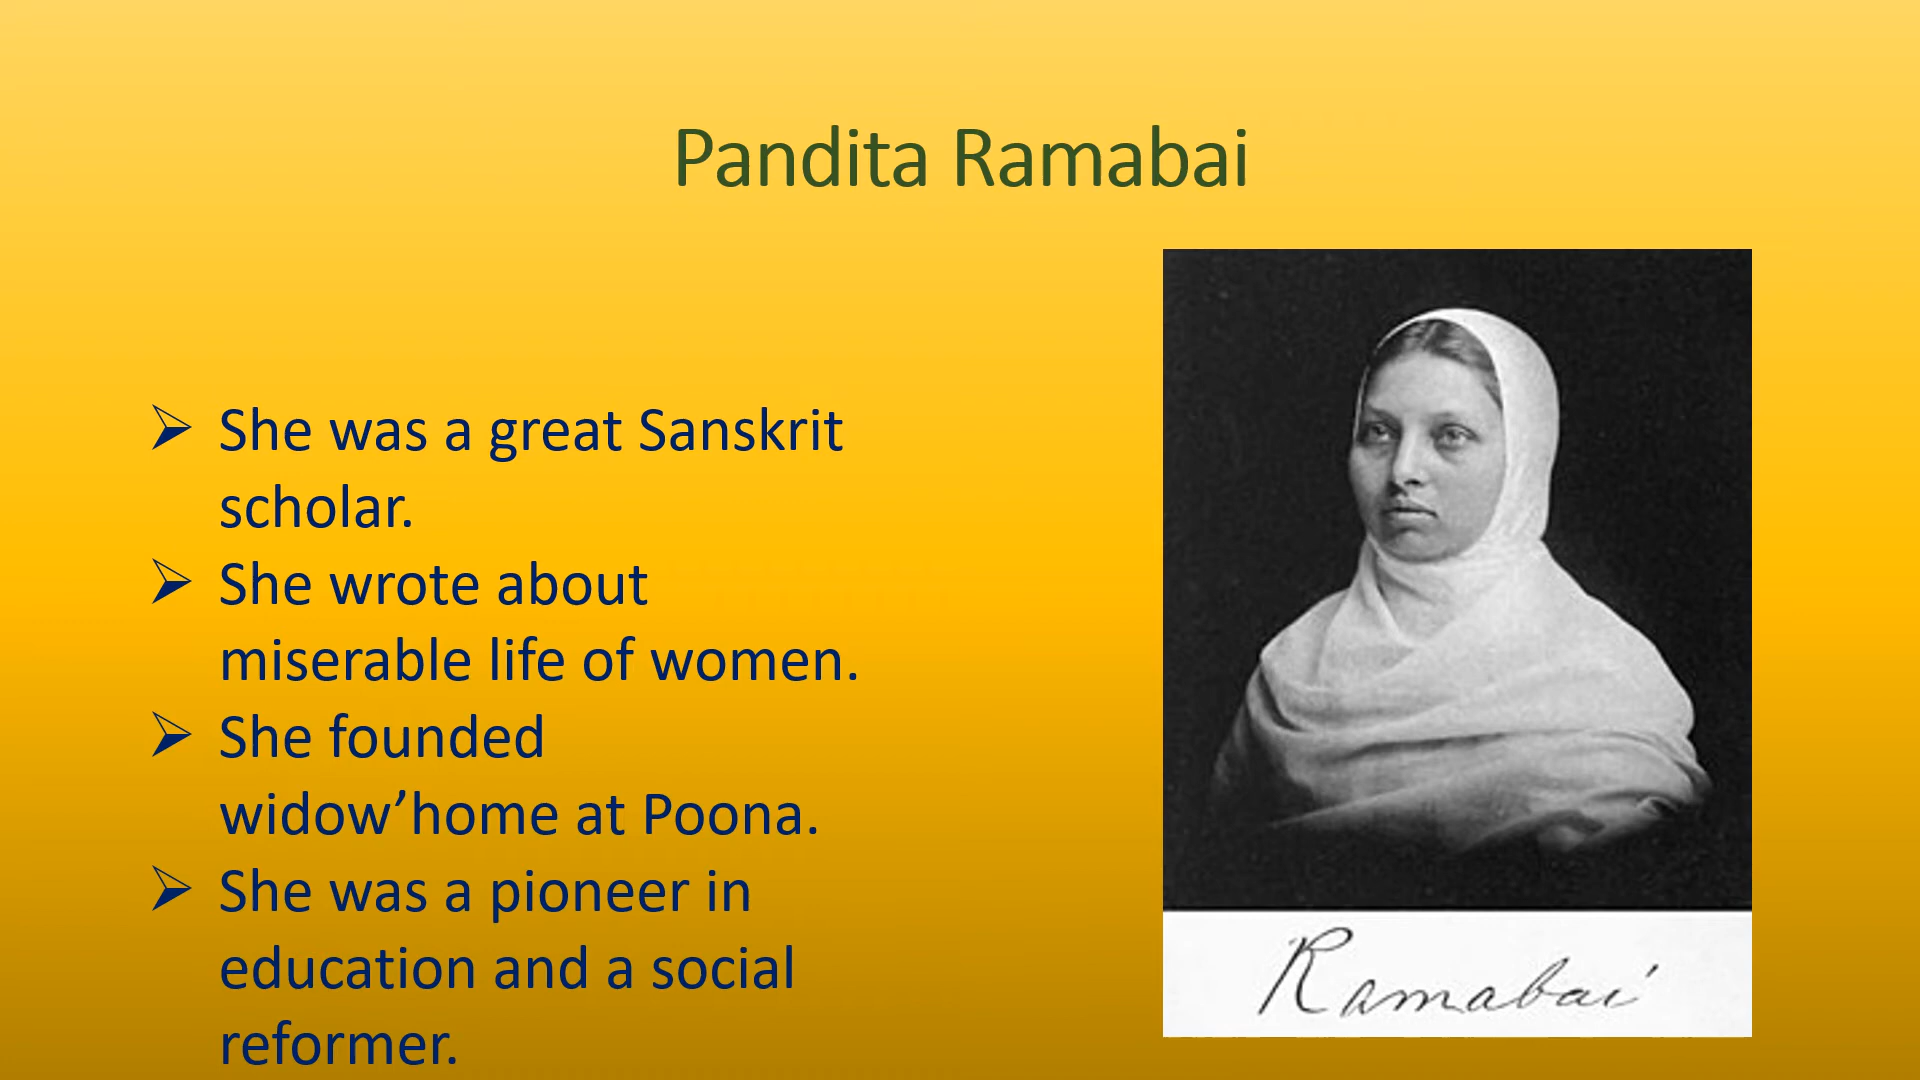 Pandita Ramabai
➢ She was a great Sanskrit
scholar.
➢ She wrote about
miserable life of women.
➢ She founded
widow’home at Poona.
➢ She was a pioneer in
education and a social
reformer.
Ramabai